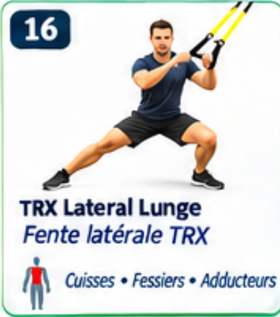 16
TRX Lateral Lunge
Fente latérale TRX
Cuisses • Fessiers • Adducteurs